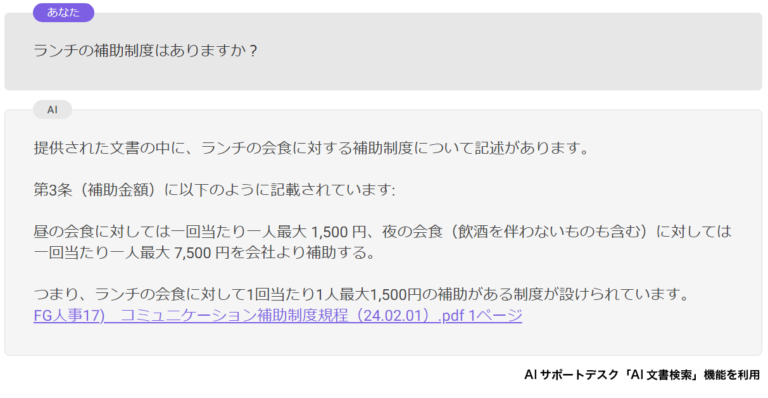 あなた
ランチの補助制度はありますか？
AI
提供された文書の中に、ランチの会食に対する補助制度について記述があります。
第3条（補助金額）に以下のように記載されています:
昼の会食に対しては一回当たり一人最大 1,500 円、夜の会食（飲酒を伴わないものも含む）に対しては
一回当たり一人最大 7,500 円を会社より補助する。
つまり、ランチの会食に対して1回当たり1人最大1,500円の補助がある制度が設けられています。
FG人事17)　コミュニケーション補助制度規程（24.02.01）.pdf 1ページ
AI サポートデスク「AI 文書検索」機能を利用